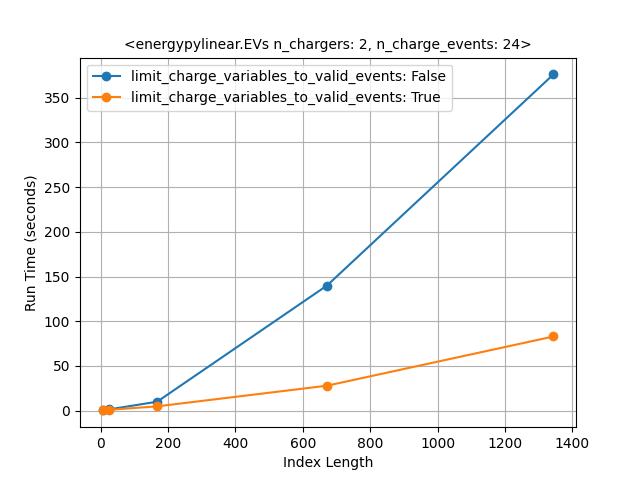 <energypylinear.EVs n_chargers: 2, n_charge_events: 24>
limit_charge_variables_to_valid_events: False
limit_charge_variables_to_valid_events: True
350
300
250
200
150
100
50
0
Run Time (seconds)
0 200 400 600 800 1000 1200 1400
Index Length